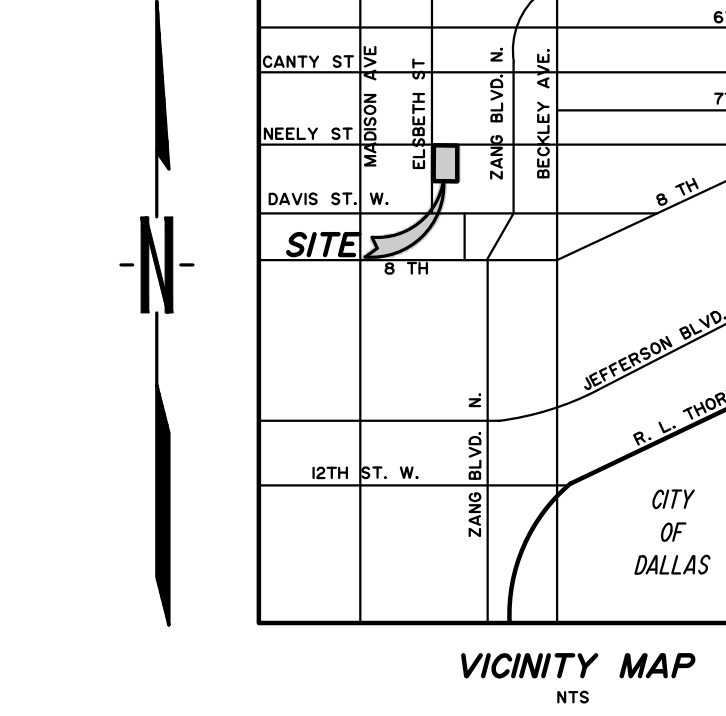 CANTY ST
MADISON AVE
ELSBETH ST
ZANG BLVD. N.
BECKLEY AVE.
NEELY ST
DAVIS ST. W.
8 TH
SITE
8 TH
JEFFERSON BLVD.
R. L.
ZANG BLVD. N.
12TH ST. W.
CITY
OF
DALLAS
N
VICINITY MAP
NTS